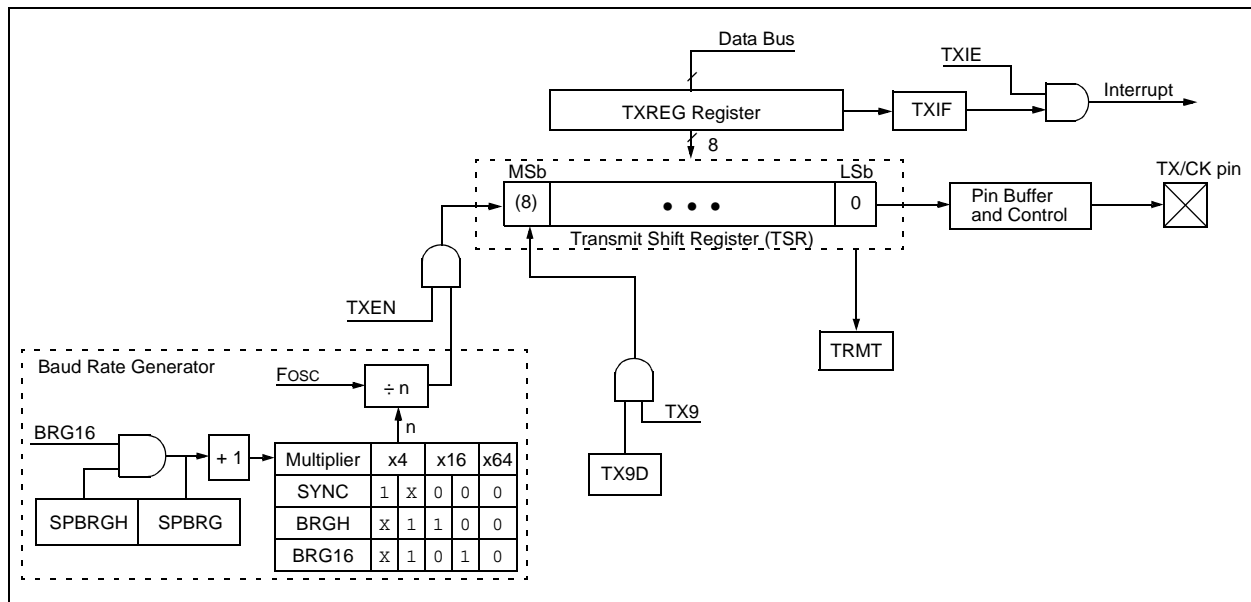 Data Bus
TXIE
Interrupt
TXREG Register
TXIF
8
MSb
LSb
TX/CK pin
(8)
• • •
0
Pin Buffer
and Control
Transmit Shift Register (TSR)
TXEN
TRMT
Baud Rate Generator
FOSC
÷ n
TX9
n
BRG16
+ 1
TX9D
Multiplier x4 x16 x64
SYNC 1 X 0 0 0
BRGH X 1 1 0 0
BRG16 X 1 0 1 0
SPBRGH SPBRG